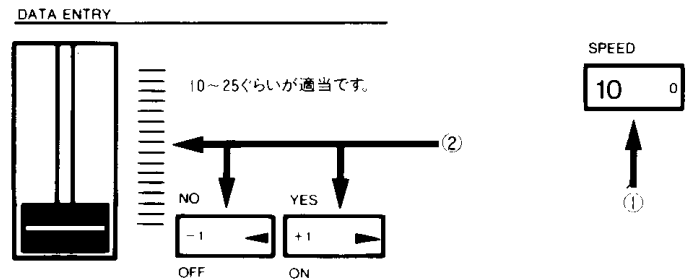 DATA ENTRY
10～25ぐらいが適当です。
SPEED
10 0
②
①
NO YES
-1 +1
OFF ON